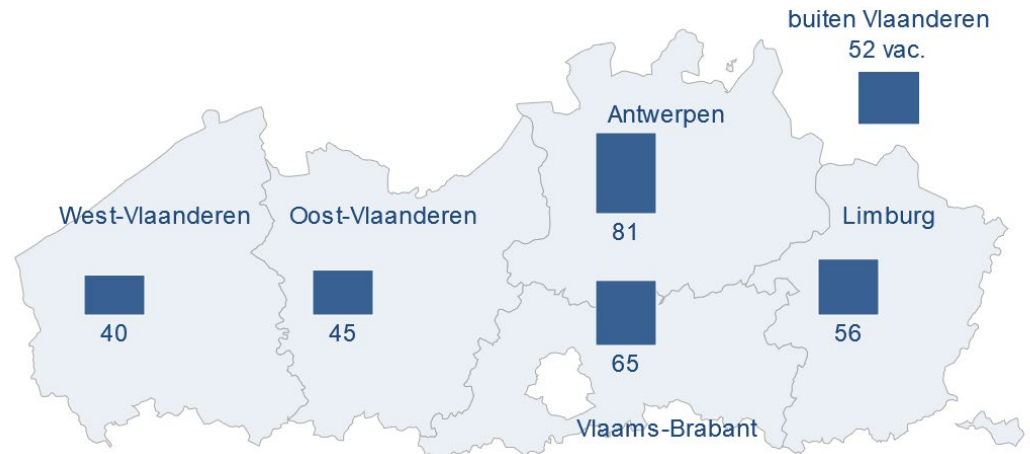 buiten Vlaanderen
52 vac.
Antwerpen
81
West-Vlaanderen
40
Oost-Vlaanderen
45
Limburg
56
65
Vlaams-Brabant